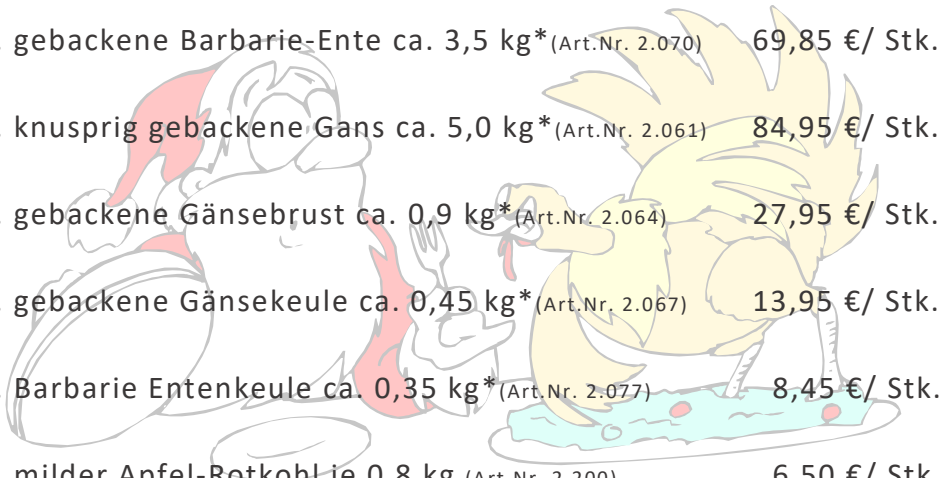 gebackene Barbarie-Ente ca. 3,5 kg*(Art.Nr. 2.070) 69,85 €/ Stk.
knusprig gebackene Gans ca. 5,0 kg*(Art.Nr. 2.061) 84,95 €/ Stk.
gebackene Gänsebrust ca. 0,9 kg*(Art.Nr. 2.064) 27,95 €/ Stk.
gebackene Gänsekeule ca. 0,45 kg*(Art.Nr. 2.067) 13,95 €/ Stk.
Barbarie Entenkeule ca. 0,35 kg*(Art.Nr. 2.077) 8,45 €/ Stk.
milder Apfel-Rotkohl je 0,8 kg (Art.Nr. 2.200) 6,50 €/ Stk.